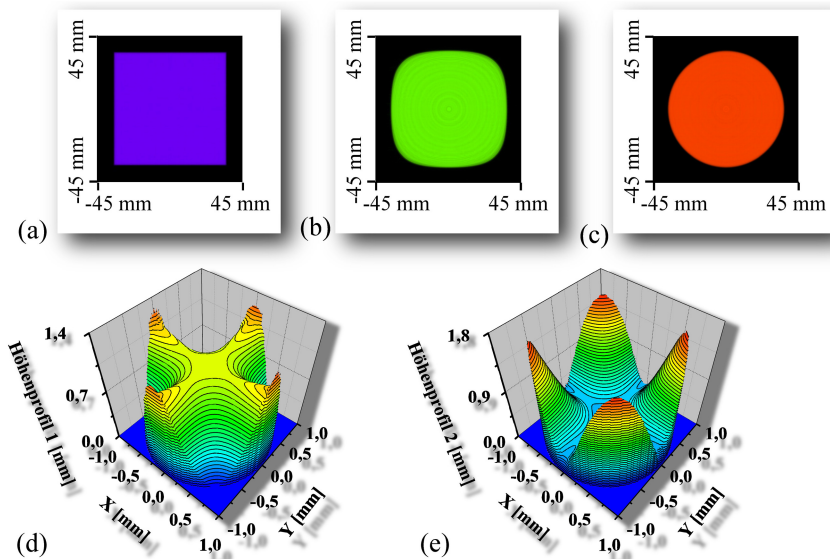 45 mm
-45 mm
-45 mm 45 mm
(a)
45 mm
-45 mm
-45 mm 45 mm
(b)
45 mm
-45 mm
-45 mm 45 mm
(c)
1,4
0,7
0,0
Höhenprofil 1 [mm]
-1,0
-0,5
0,0
0,5
1,0
X [mm]
1,0
0,5
0,0
-0,5
-1,0
Y [mm]
(d)
1,8
0,9
0,0
Höhenprofil 2 [mm]
-1,0
-0,5
0,0
0,5
1,0
X [mm]
1,0
0,5
0,0
-0,5
-1,0
Y [mm]
(e)